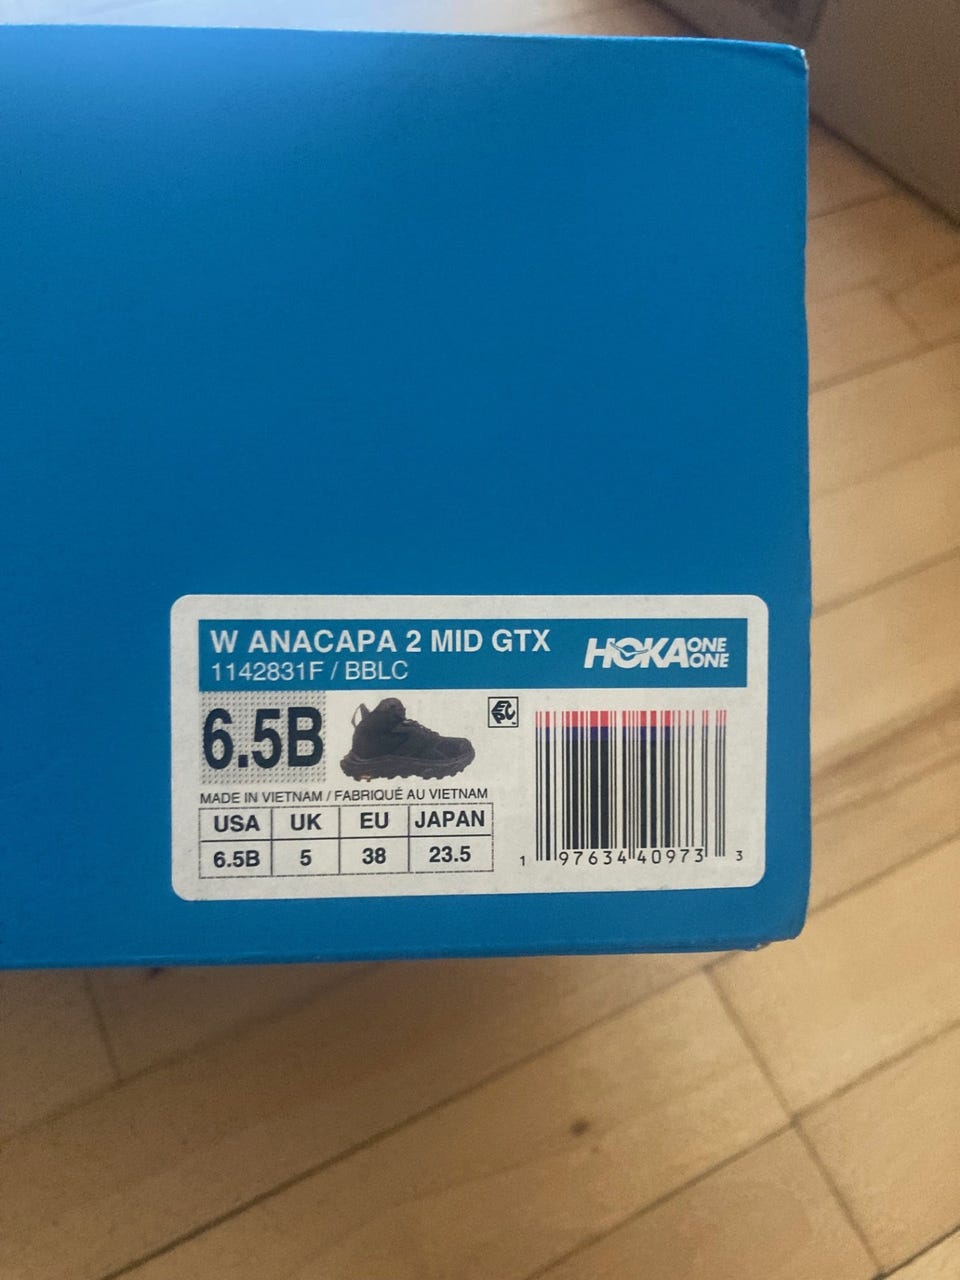 W ANACAPA 2 MID GTX
1142831F / BBLC
HOKA ONE ONE
6.5B
MADE IN VIETNAM / FABRIQUÉ AU VIETNAM
USA UK EU JAPAN
6.5B 5 38 23.5
1 97634 40973 3